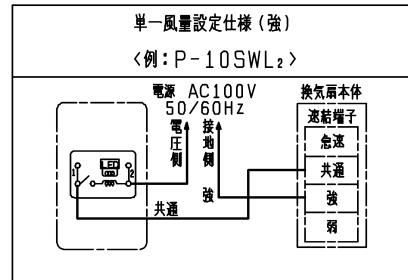 単一風量設定仕様(強)
〈例:P-10SWL₂〉
電源 AC100V
50/60Hz
換気扇本体
速結端子
電圧側
接地側
急速
共通
強
弱
LED
1
2
強
共通